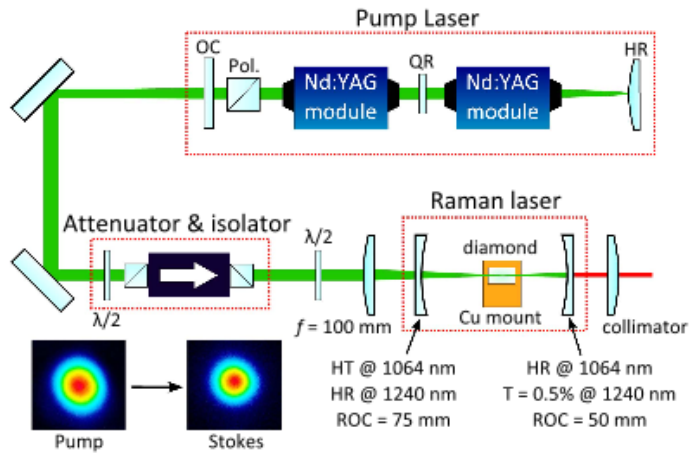 Pump Laser
OC
Pol.
Nd:YAG
module
QR
Nd:YAG
module
HR
Attenuator & isolator
λ/2
λ/2
f = 100 mm
Raman laser
diamond
Cu mount
collimator
HT @ 1064 nm
HR @ 1240 nm
ROC = 75 mm
HR @ 1064 nm
T = 0.5% @ 1240 nm
ROC = 50 mm
Pump
Stokes